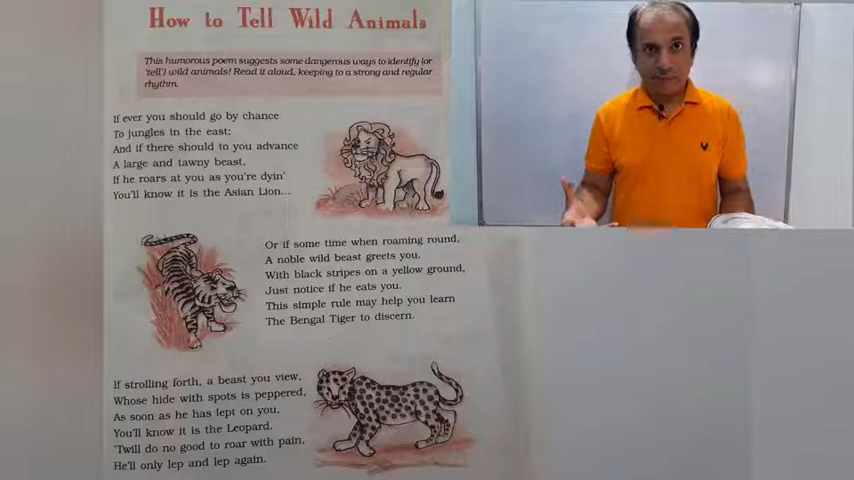 How to Tell Wild Animals
This humorous poem suggests some dangerous ways to identify (or
'tell') wild animals! Read it aloud, keeping to a strong and regular
rhythm.
If ever you should go by chance
To jungles in the east;
And if there should to you advance
A large and tawny beast,
If he roars at you as you're dyin'
You'll know it is the Asian Lion...
Or if some time when roaming round,
A noble wild beast greets you,
With black stripes on a yellow ground,
Just notice if he eats you.
This simple rule may help you learn
The Bengal Tiger to discern.
If strolling forth, a beast you view,
Whose hide with spots is peppered,
As soon as he has lept on you,
You'll know it is the Leopard.
'Twill do no good to roar with pain,
He'll only lep and lep again.